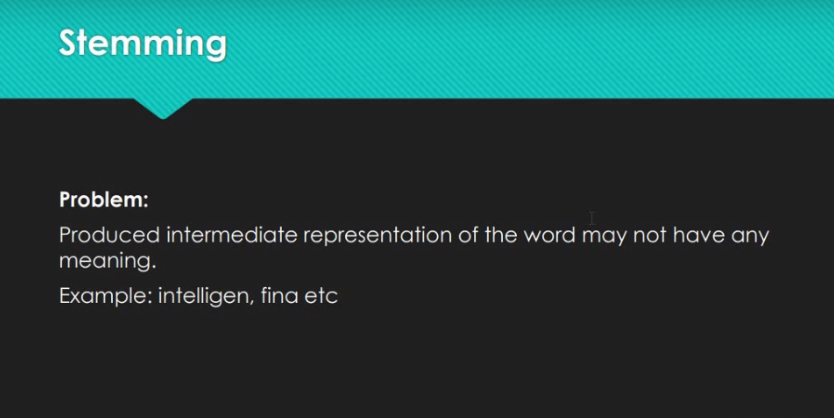 Stemming
Problem:
Produced intermediate representation of the word may not have any
meaning.
Example: intelligen, fina etc